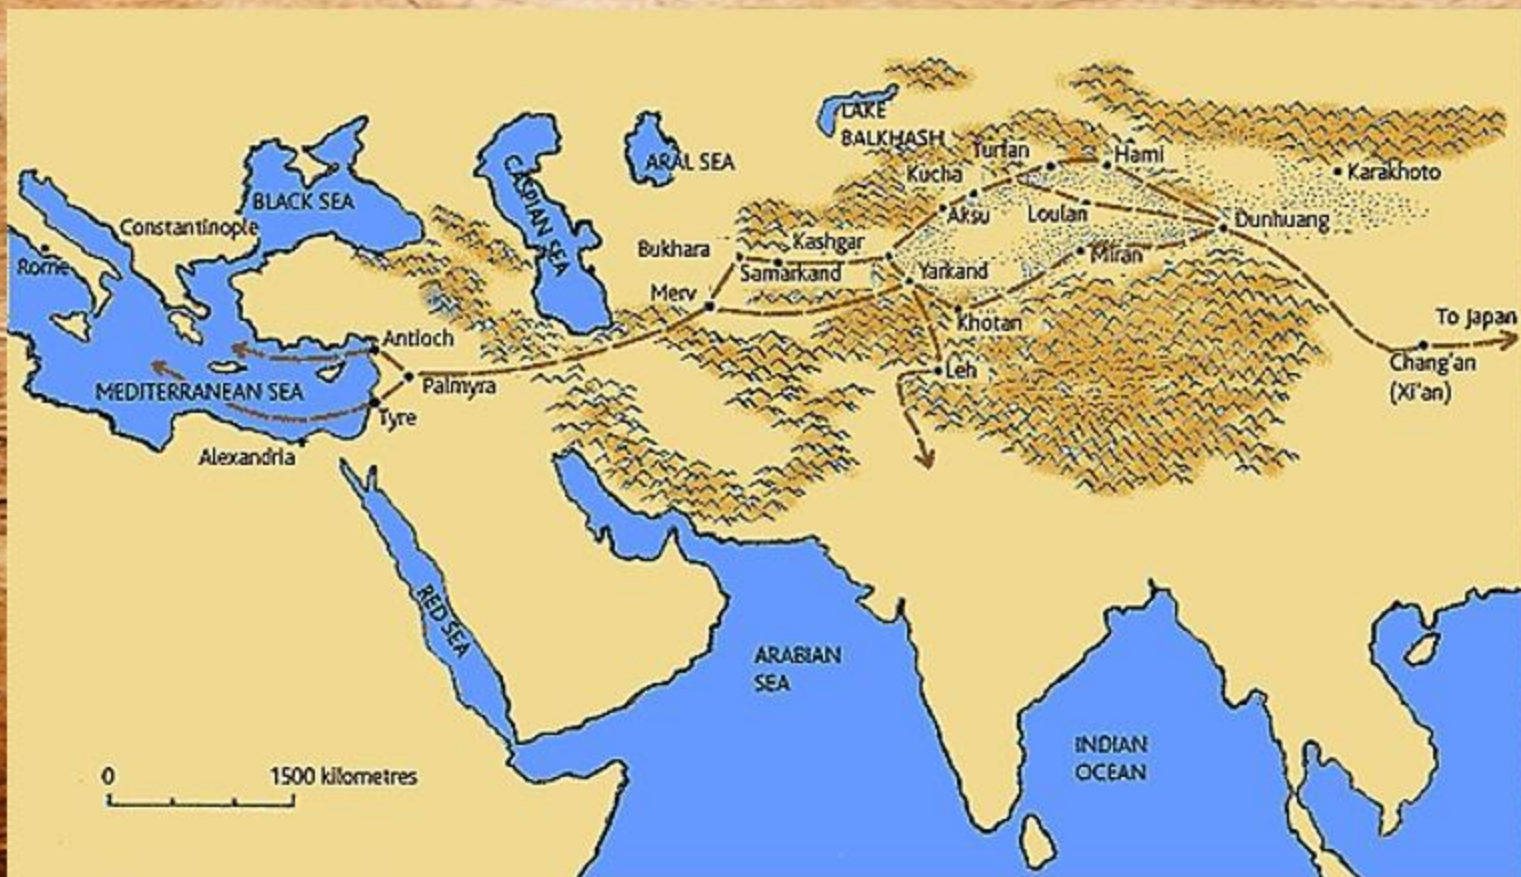 LAKE
BALKHASH
Turfan
Hami
ARAL SEA
Karakhoto
Kucha
CASPIAN SEA
BLACK SEA
Aksu
Loulan
Dunhuang
Constantinople
Kashgar
Bukhara
Miran
Rome
Samarkand
Yarkand
Merv
Khotan
To Japan
Antioch
Chang'an
(Xi'an)
Leh
Palmyra
MEDITERRANEAN SEA
Tyre
Alexandria
RED SEA
ARABIAN
SEA
INDIAN
OCEAN
0 1500 kilometres